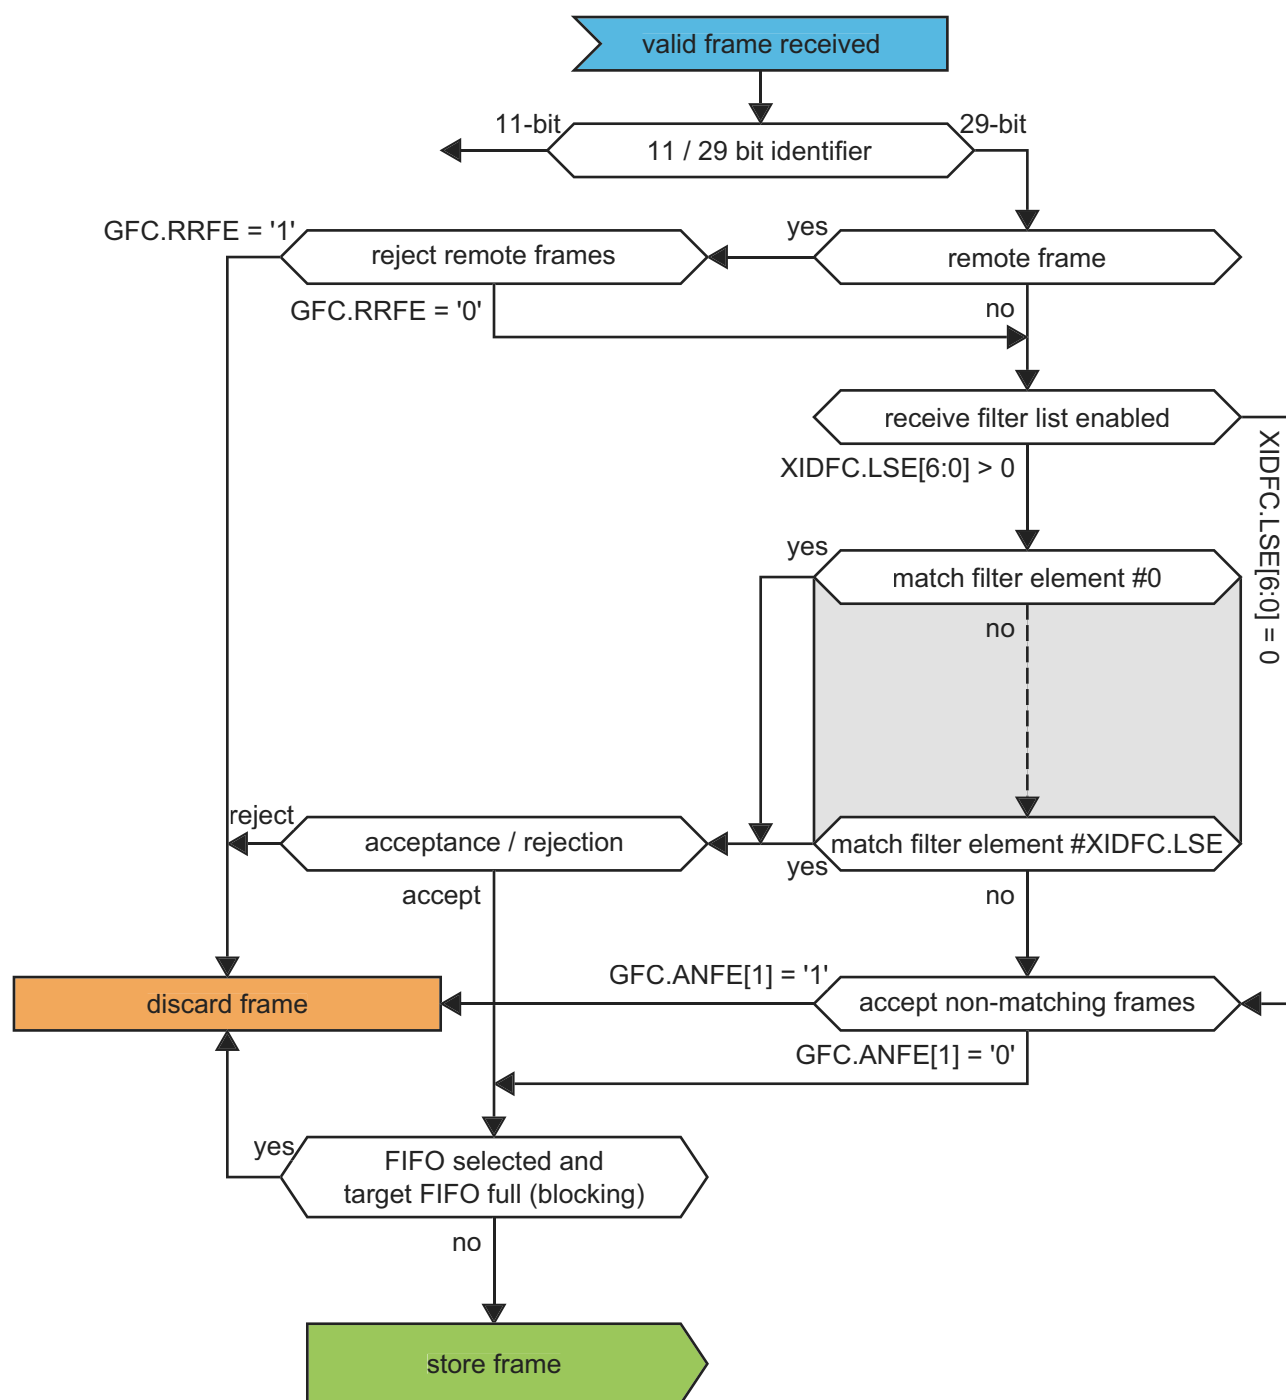 valid frame received
11-bit
29-bit
11 / 29 bit identifier
GFC.RRFE = '1'
yes
reject remote frames
remote frame
GFC.RRFE = '0'
no
receive filter list enabled
XIDFC.LSE[6:0] > 0
XIDFC.LSE[6:0] = 0
yes
match filter element #0
no
reject
acceptance / rejection
match filter element #XIDFC.LSE
yes
accept
no
GFC.ANFE[1] = '1'
discard frame
accept non-matching frames
GFC.ANFE[1] = '0'
yes
FIFO selected and
target FIFO full (blocking)
no
store frame